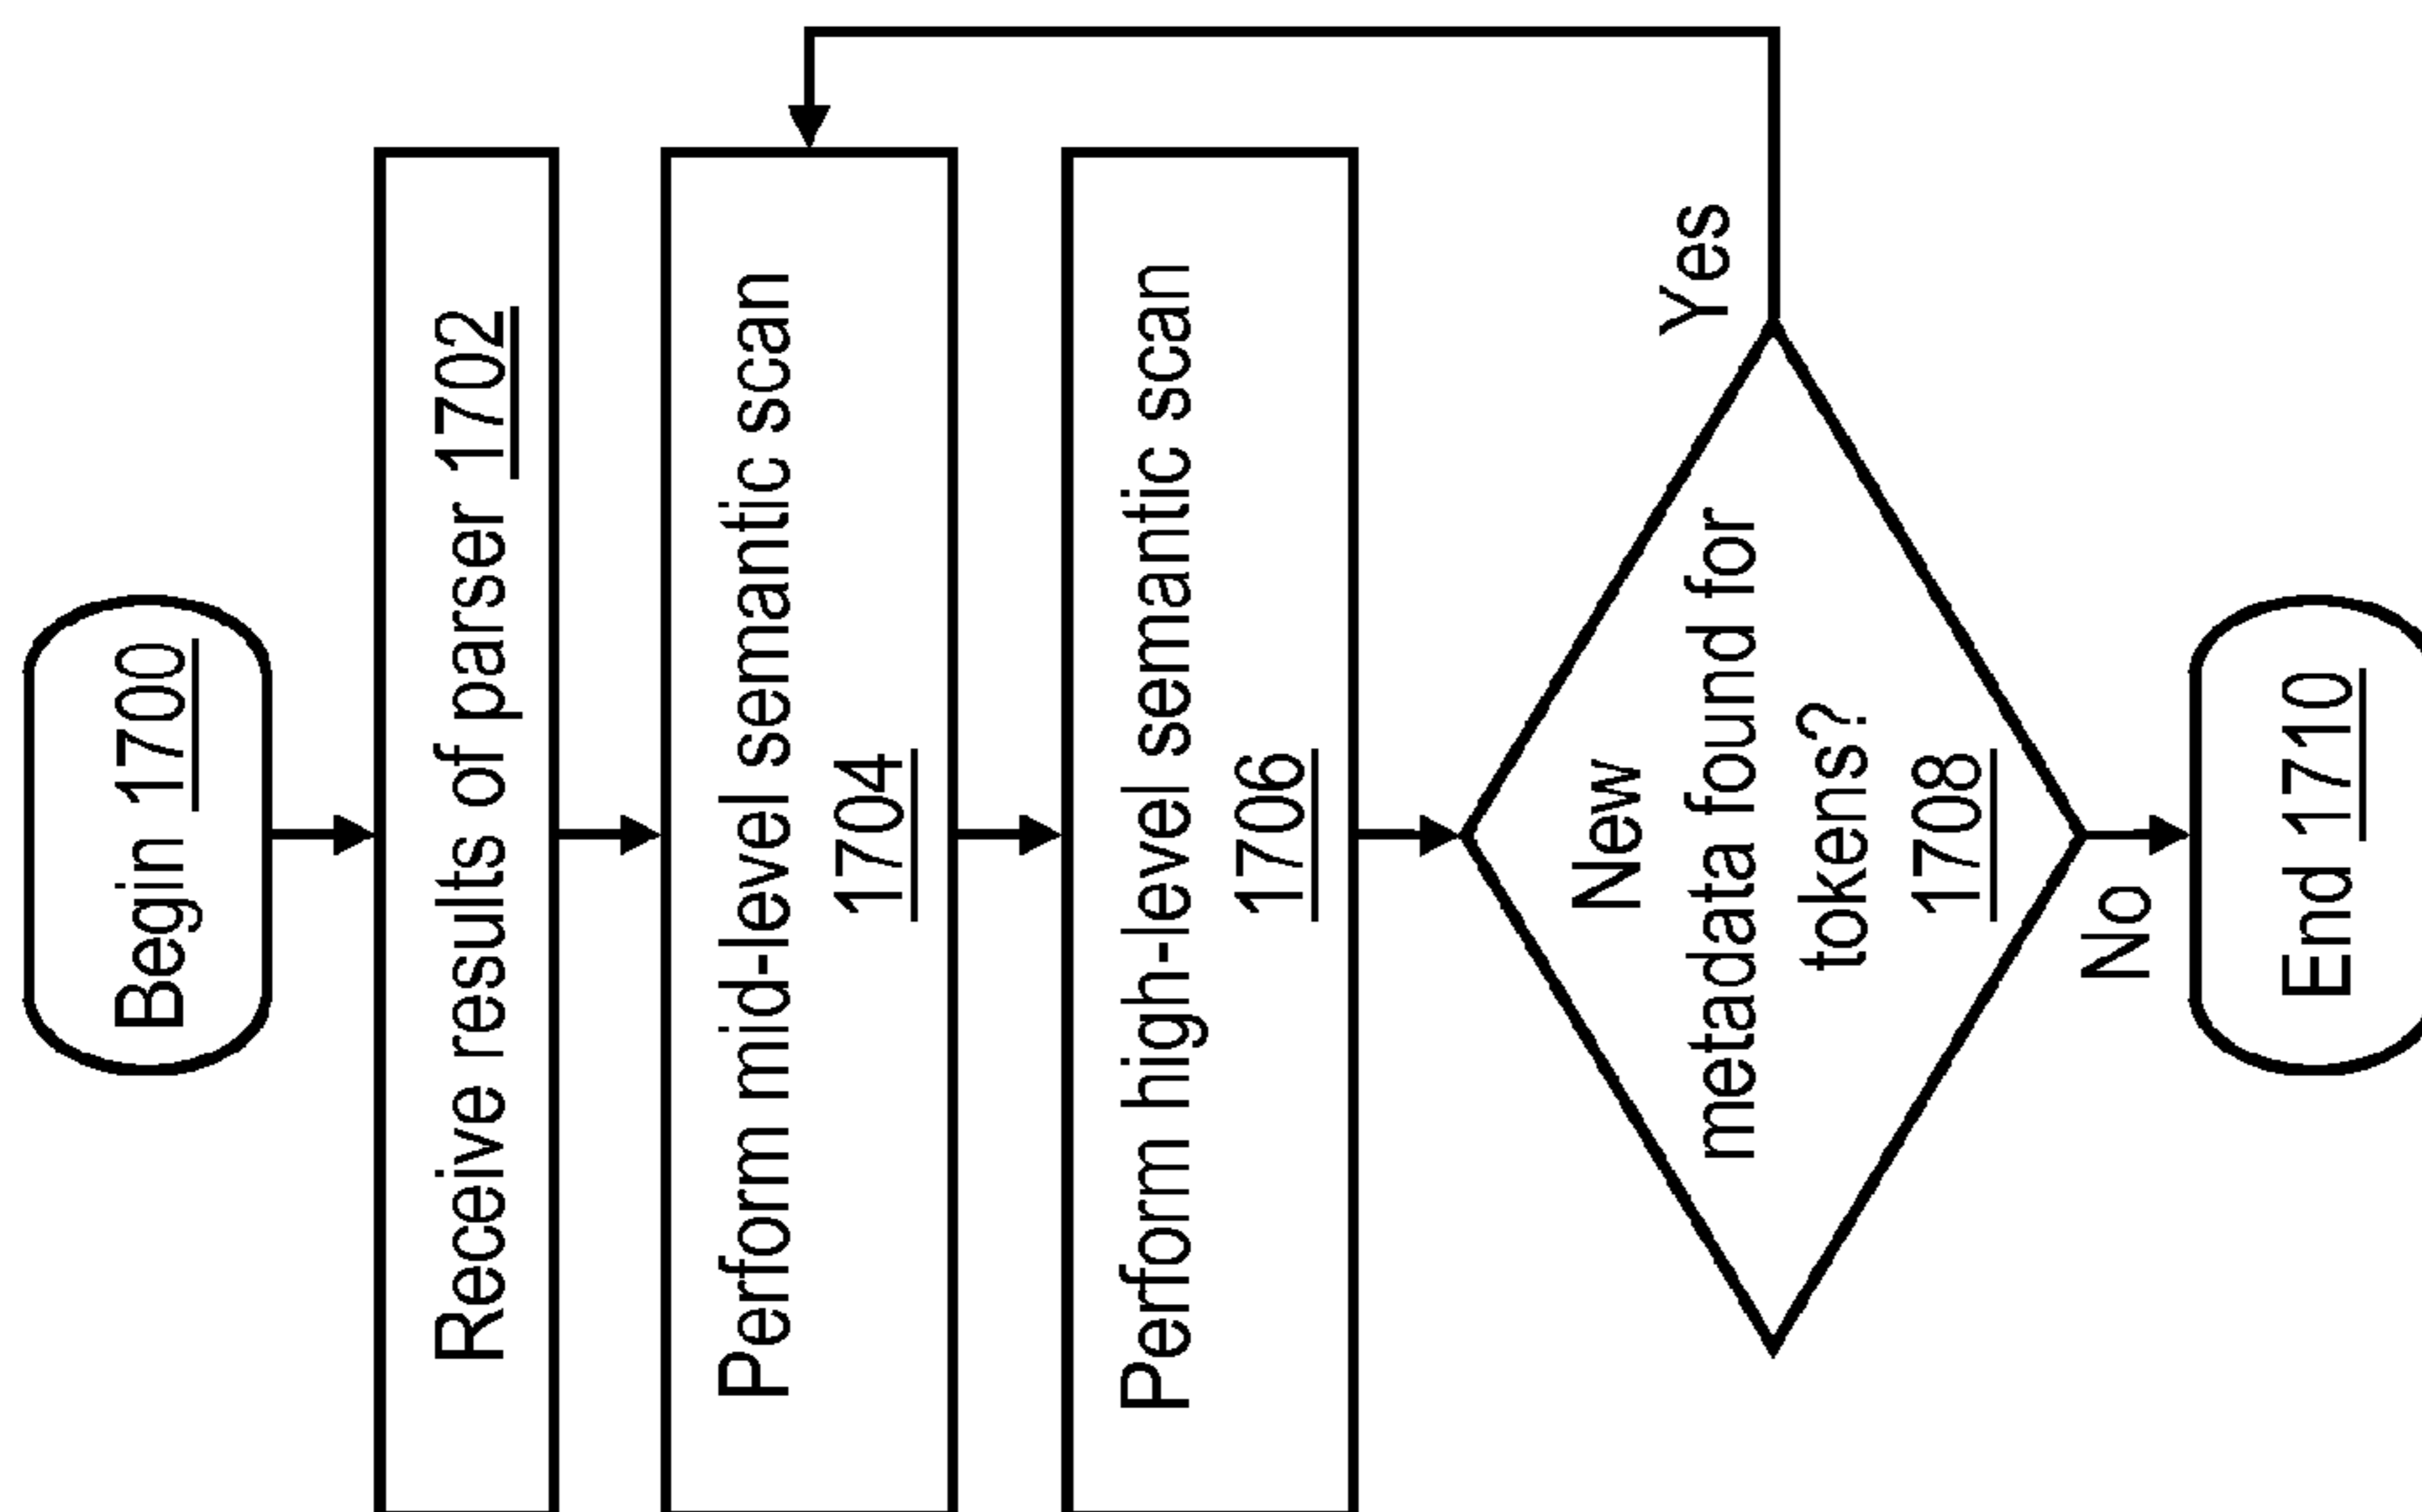 Begin 1700
Receive results of parser 1702
Perform mid-level semantic scan
1704
Perform high-level semantic scan
1706
New
metadata found for
tokens?
1708
Yes
No
End 1710